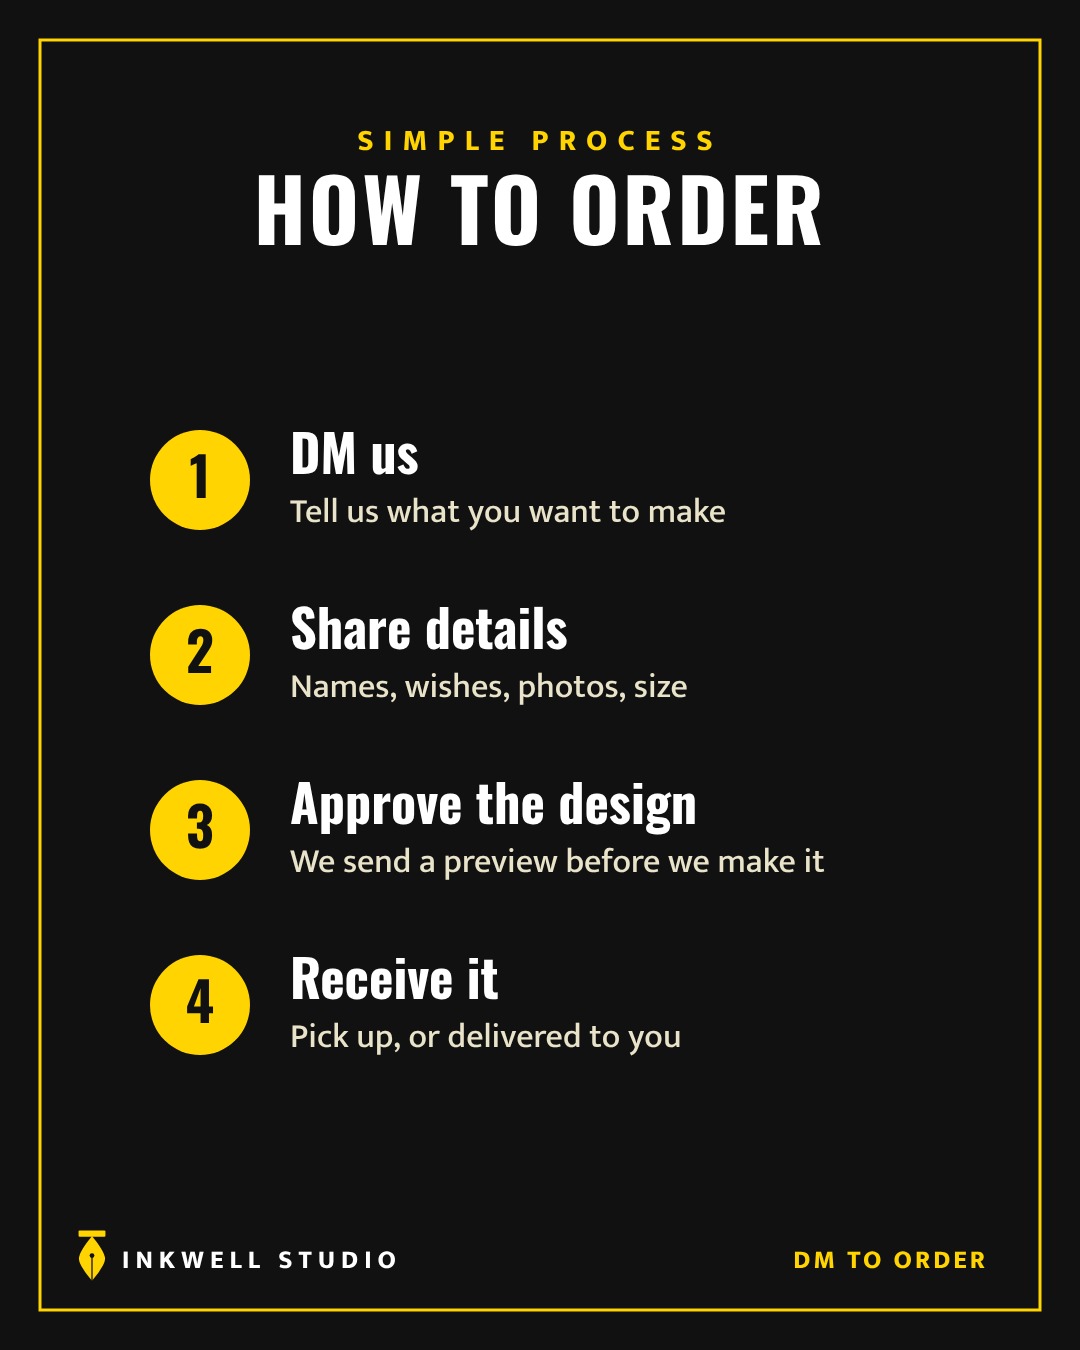 SIMPLE PROCESS
HOW TO ORDER
1
DM us
Tell us what you want to make
2
Share details
Names, wishes, photos, size
3
Approve the design
We send a preview before we make it
4
Receive it
Pick up, or delivered to you
INKWELL STUDIO
DM TO ORDER